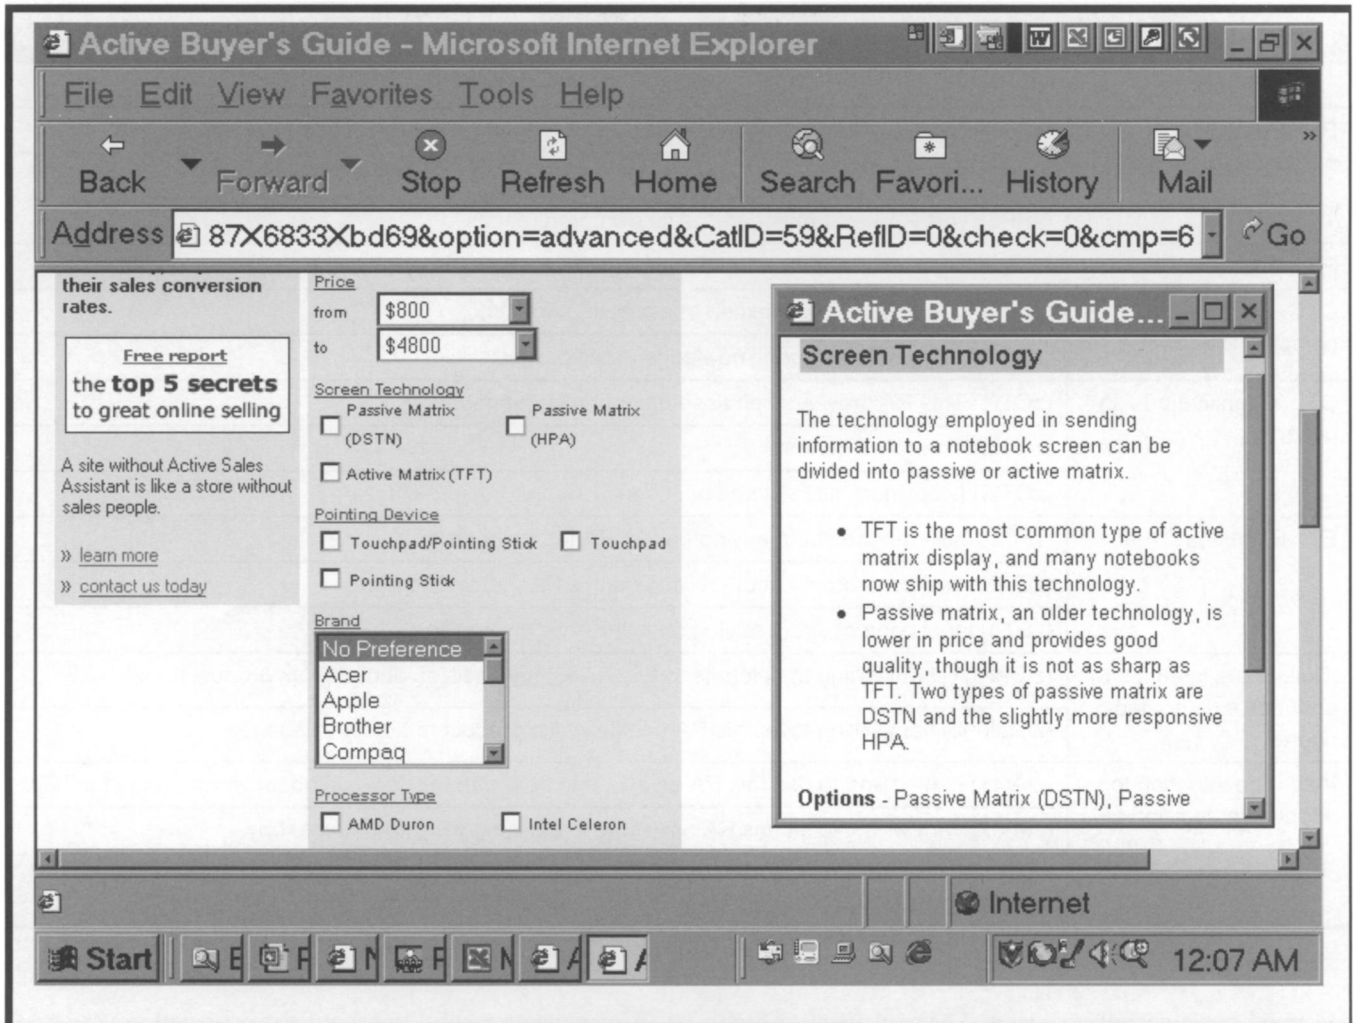 Active Buyer's Guide - Microsoft Internet Explorer
File Edit View Favorites Tools Help
Back Forward Stop Refresh Home Search Favori... History Mail
Address 87X6833Xbd69&option=advanced&CatID=59&RefID=0&check=0&cmp=6 Go
their sales conversion
rates.
Free report
the top 5 secrets
to great online selling
A site without Active Sales
Assistant is like a store without
sales people.
» learn more
» contact us today
Price
from $800
to $4800
Screen Technology
Passive Matrix (DSTN)
Passive Matrix (HPA)
Active Matrix (TFT)
Pointing Device
Touchpad/Pointing Stick Touchpad
Pointing Stick
Brand
No Preference
Acer
Apple
Brother
Compaq
Processor Type
AMD Duron Intel Celeron
Active Buyer's Guide...
Screen Technology
The technology employed in sending
information to a notebook screen can be
divided into passive or active matrix.
• TFT is the most common type of active
matrix display, and many notebooks
now ship with this technology.
• Passive matrix, an older technology, is
lower in price and provides good
quality, though it is not as sharp as
TFT. Two types of passive matrix are
DSTN and the slightly more responsive
HPA.
Options - Passive Matrix (DSTN), Passive
Internet
Start 12:07 AM